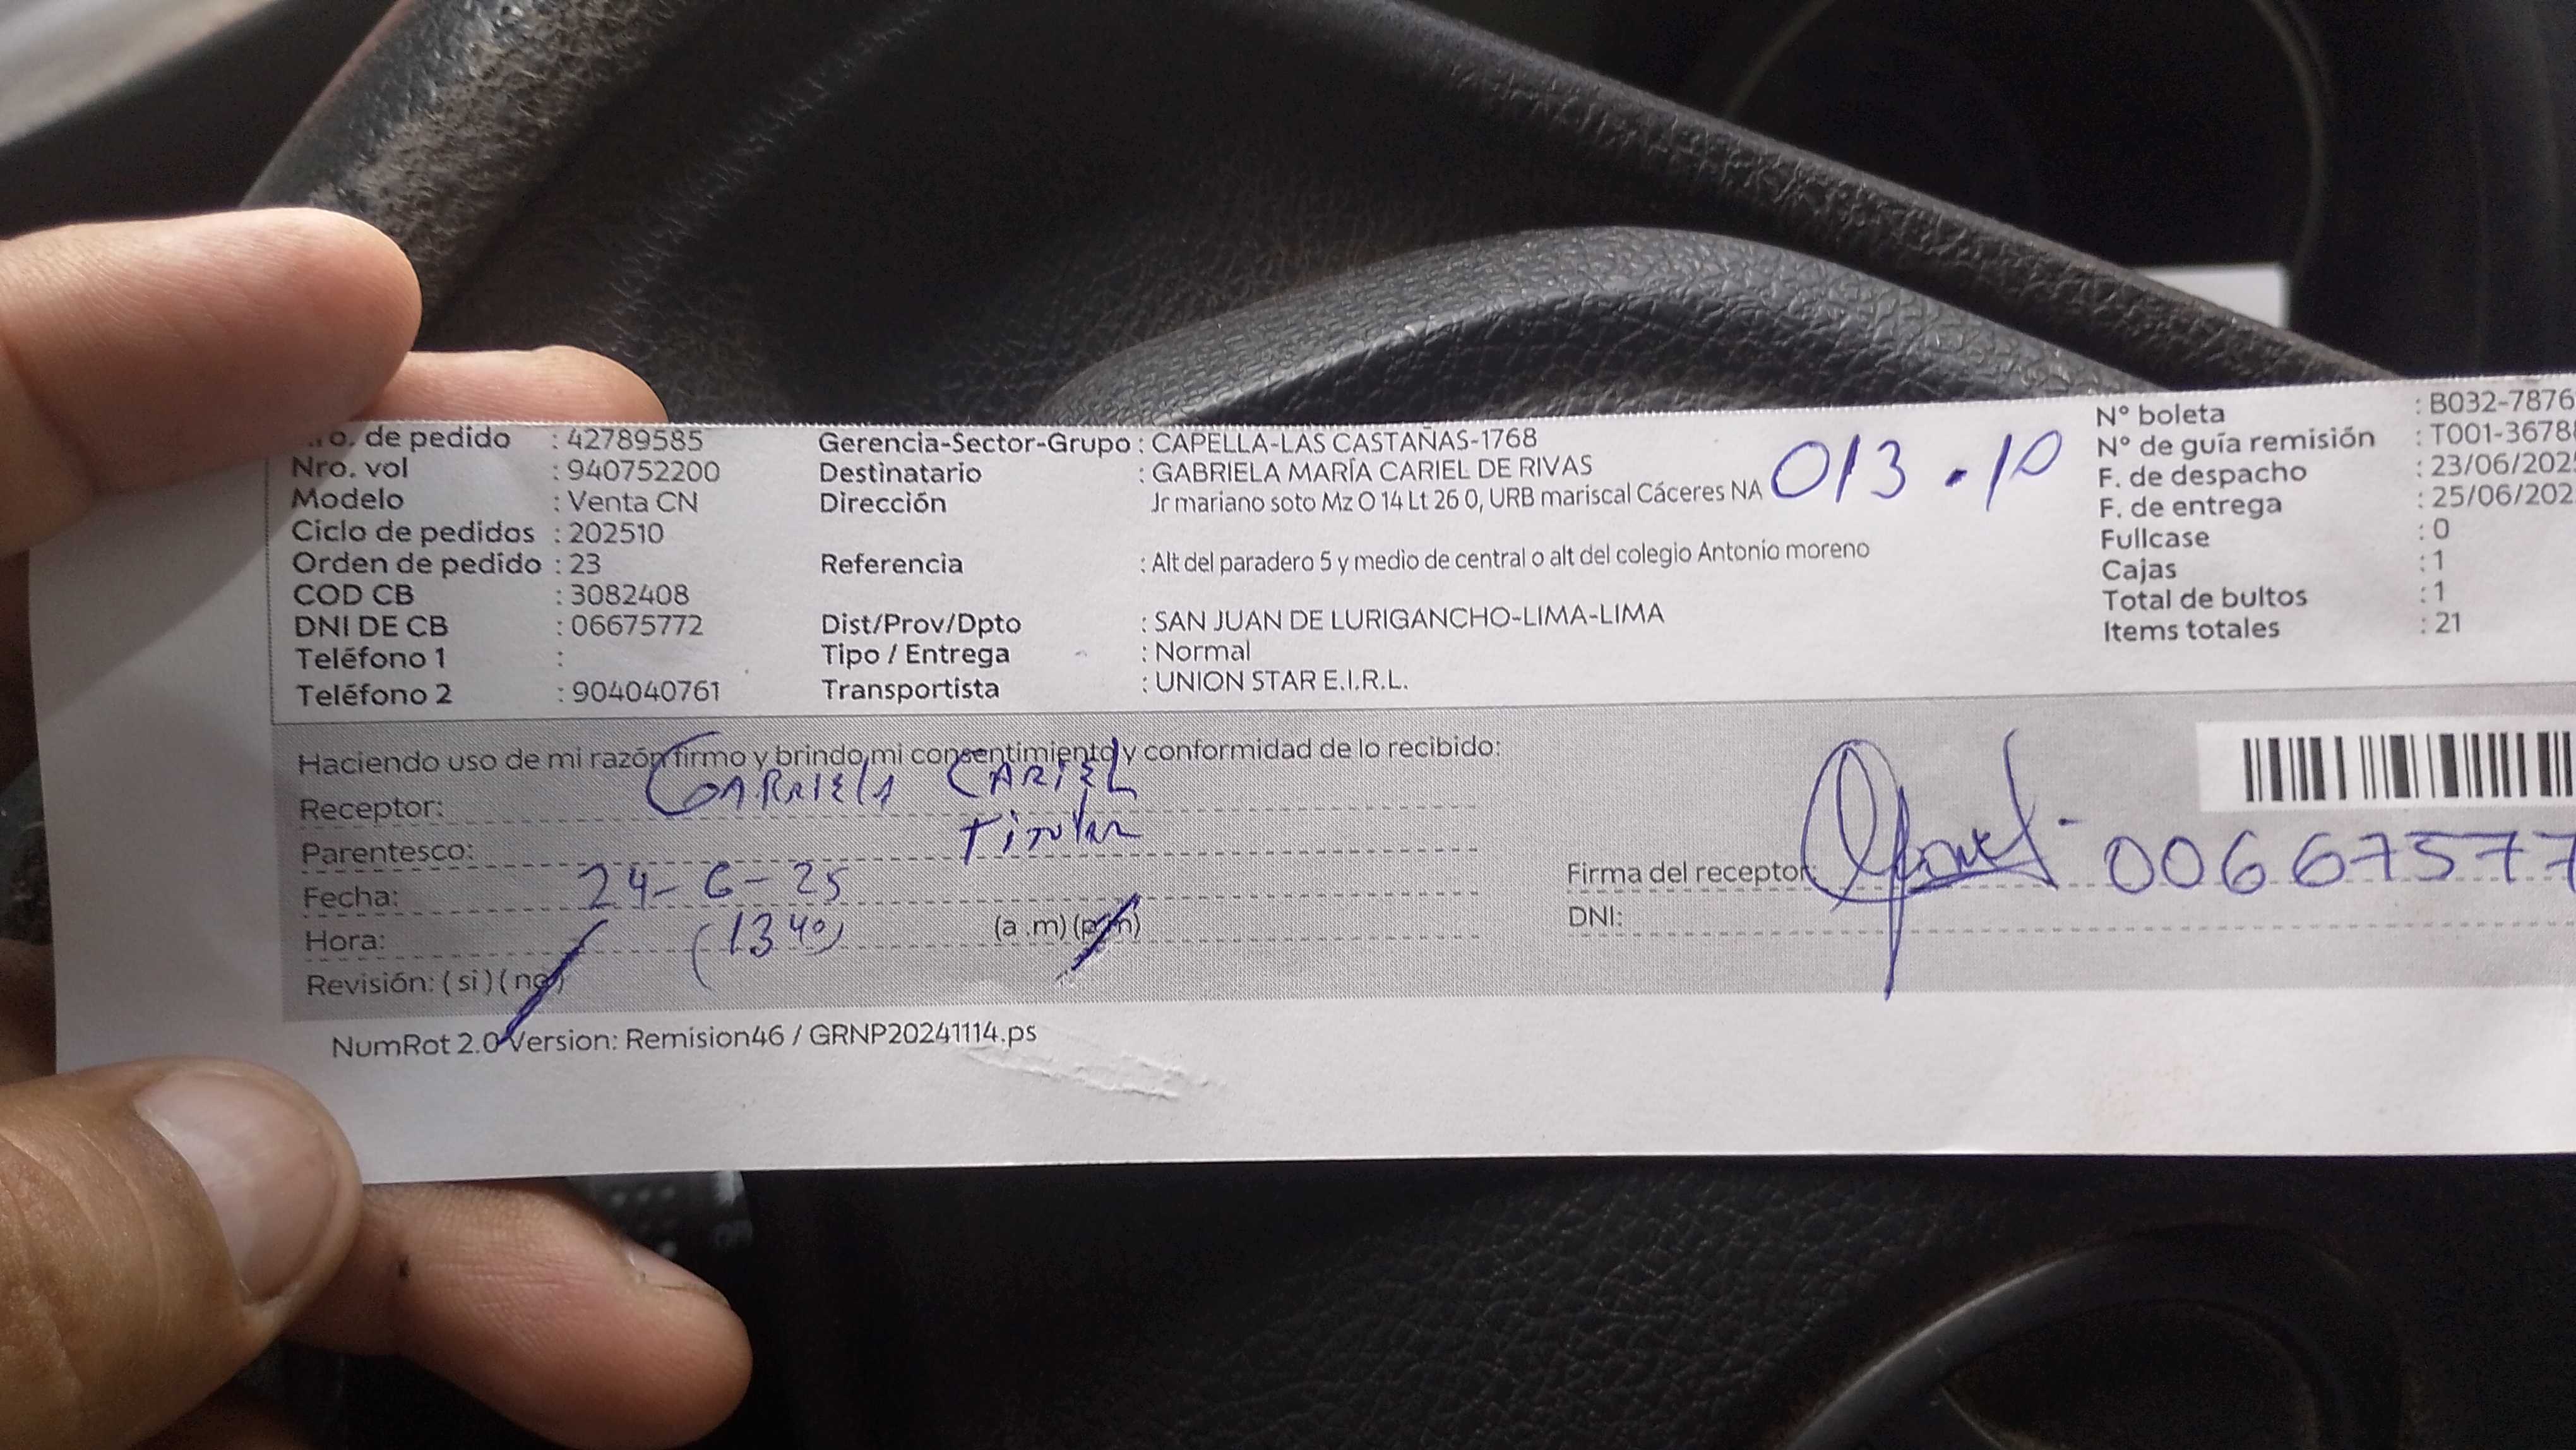 ro. de pedido : 42789585
Nro. vol : 940752200
Modelo : Venta CN
Ciclo de pedidos : 202510
Orden de pedido : 23
COD CB : 3082408
DNI DE CB : 06675772
Teléfono 1 :
Teléfono 2 : 904040761
Gerencia-Sector-Grupo : CAPELLA-LAS CASTAÑAS-1768
Destinatario : GABRIELA MARÍA CARIEL DE RIVAS
Dirección Jr mariano soto Mz O 14 Lt 26 0, URB mariscal Cáceres NA
013.10
Referencia : Alt del paradero 5 y medio de central o alt del colegio Antonio moreno
Dist/Prov/Dpto : SAN JUAN DE LURIGANCHO-LIMA-LIMA
Tipo / Entrega : Normal
Transportista : UNION STAR E.I.R.L.
N° boleta : B032-7876
N° de guía remisión : T001-3678
F. de despacho : 23/06/202
F. de entrega : 25/06/202
Fullcase : 0
Cajas : 1
Total de bultos : 1
Items totales : 21
Haciendo uso de mi razón firmo y brindo mi consentimiento y conformidad de lo recibido:
Receptor: GABRIELA CARIEL
Parentesco: Titular
Fecha: 24-6-25
Hora: (13 40) (a .m) (p.m)
Revisión: ( si ) ( no )
Firma del receptor:
00667577
DNI:
NumRot 2.0 Version: Remision46 / GRNP20241114.ps